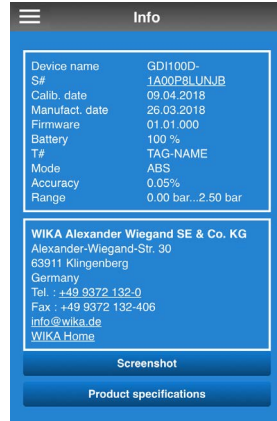 Info
Device name GDI100D-
S# 1A00P8LUNJB
Calib. date 09.04.2018
Manufact. date 26.03.2018
Firmware 01.01.000
Battery 100 %
T# TAG-NAME
Mode ABS
Accuracy 0.05%
Range 0.00 bar...2.50 bar
WIKA Alexander Wiegand SE & Co. KG
Alexander-Wiegand-Str. 30
63911 Klingenberg
Germany
Tel. : +49 9372 132-0
Fax : +49 9372 132-406
info@wika.de
WIKA Home
Screenshot
Product specifications